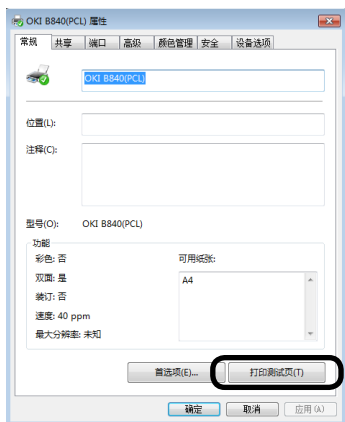 OKI B840(PCL) 属性
常规 共享 端口 高级 颜色管理 安全 设备选项
OKI B840(PCL)
位置(L):
注释(C):
型号(O): OKI B840(PCL)
功能
彩色: 否 可用纸张:
双面: 是 A4
装订: 否
速度: 40 ppm
最大分辨率: 未知
首选项(E)... 打印测试页(T)
确定 取消 应用(A)